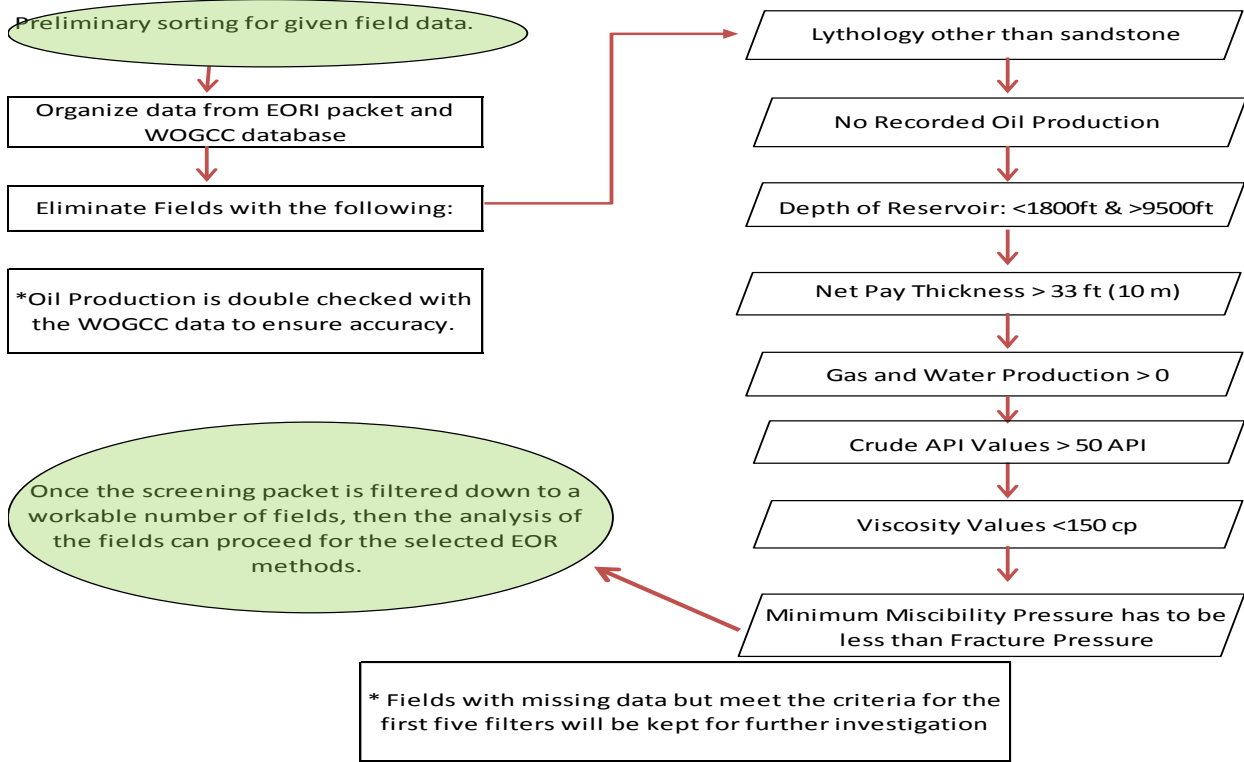 Preliminary sorting for given field data.
Organize data from EORI packet and
WOGCC database
Eliminate Fields with the following:
*Oil Production is double checked with
the WOGCC data to ensure accuracy.
Lythology other than sandstone
No Recorded Oil Production
Depth of Reservoir: <1800ft & >9500ft
Net Pay Thickness > 33 ft (10 m)
Gas and Water Production > 0
Crude API Values > 50 API
Viscosity Values <150 cp
Minimum Miscibility Pressure has to be
less than Fracture Pressure
Once the screening packet is filtered down to a
workable number of fields, then the analysis of
the fields can proceed for the selected EOR
methods.
* Fields with missing data but meet the criteria for the
first five filters will be kept for further investigation